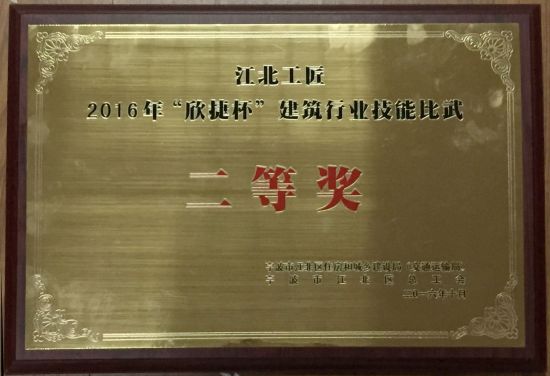 江北工匠
2016年“欣捷杯”建筑行业技能比武
二等奖
宁波市江北区住房和城乡建设局（交通运输局）
宁波市江北区总工会
二〇一六年十月